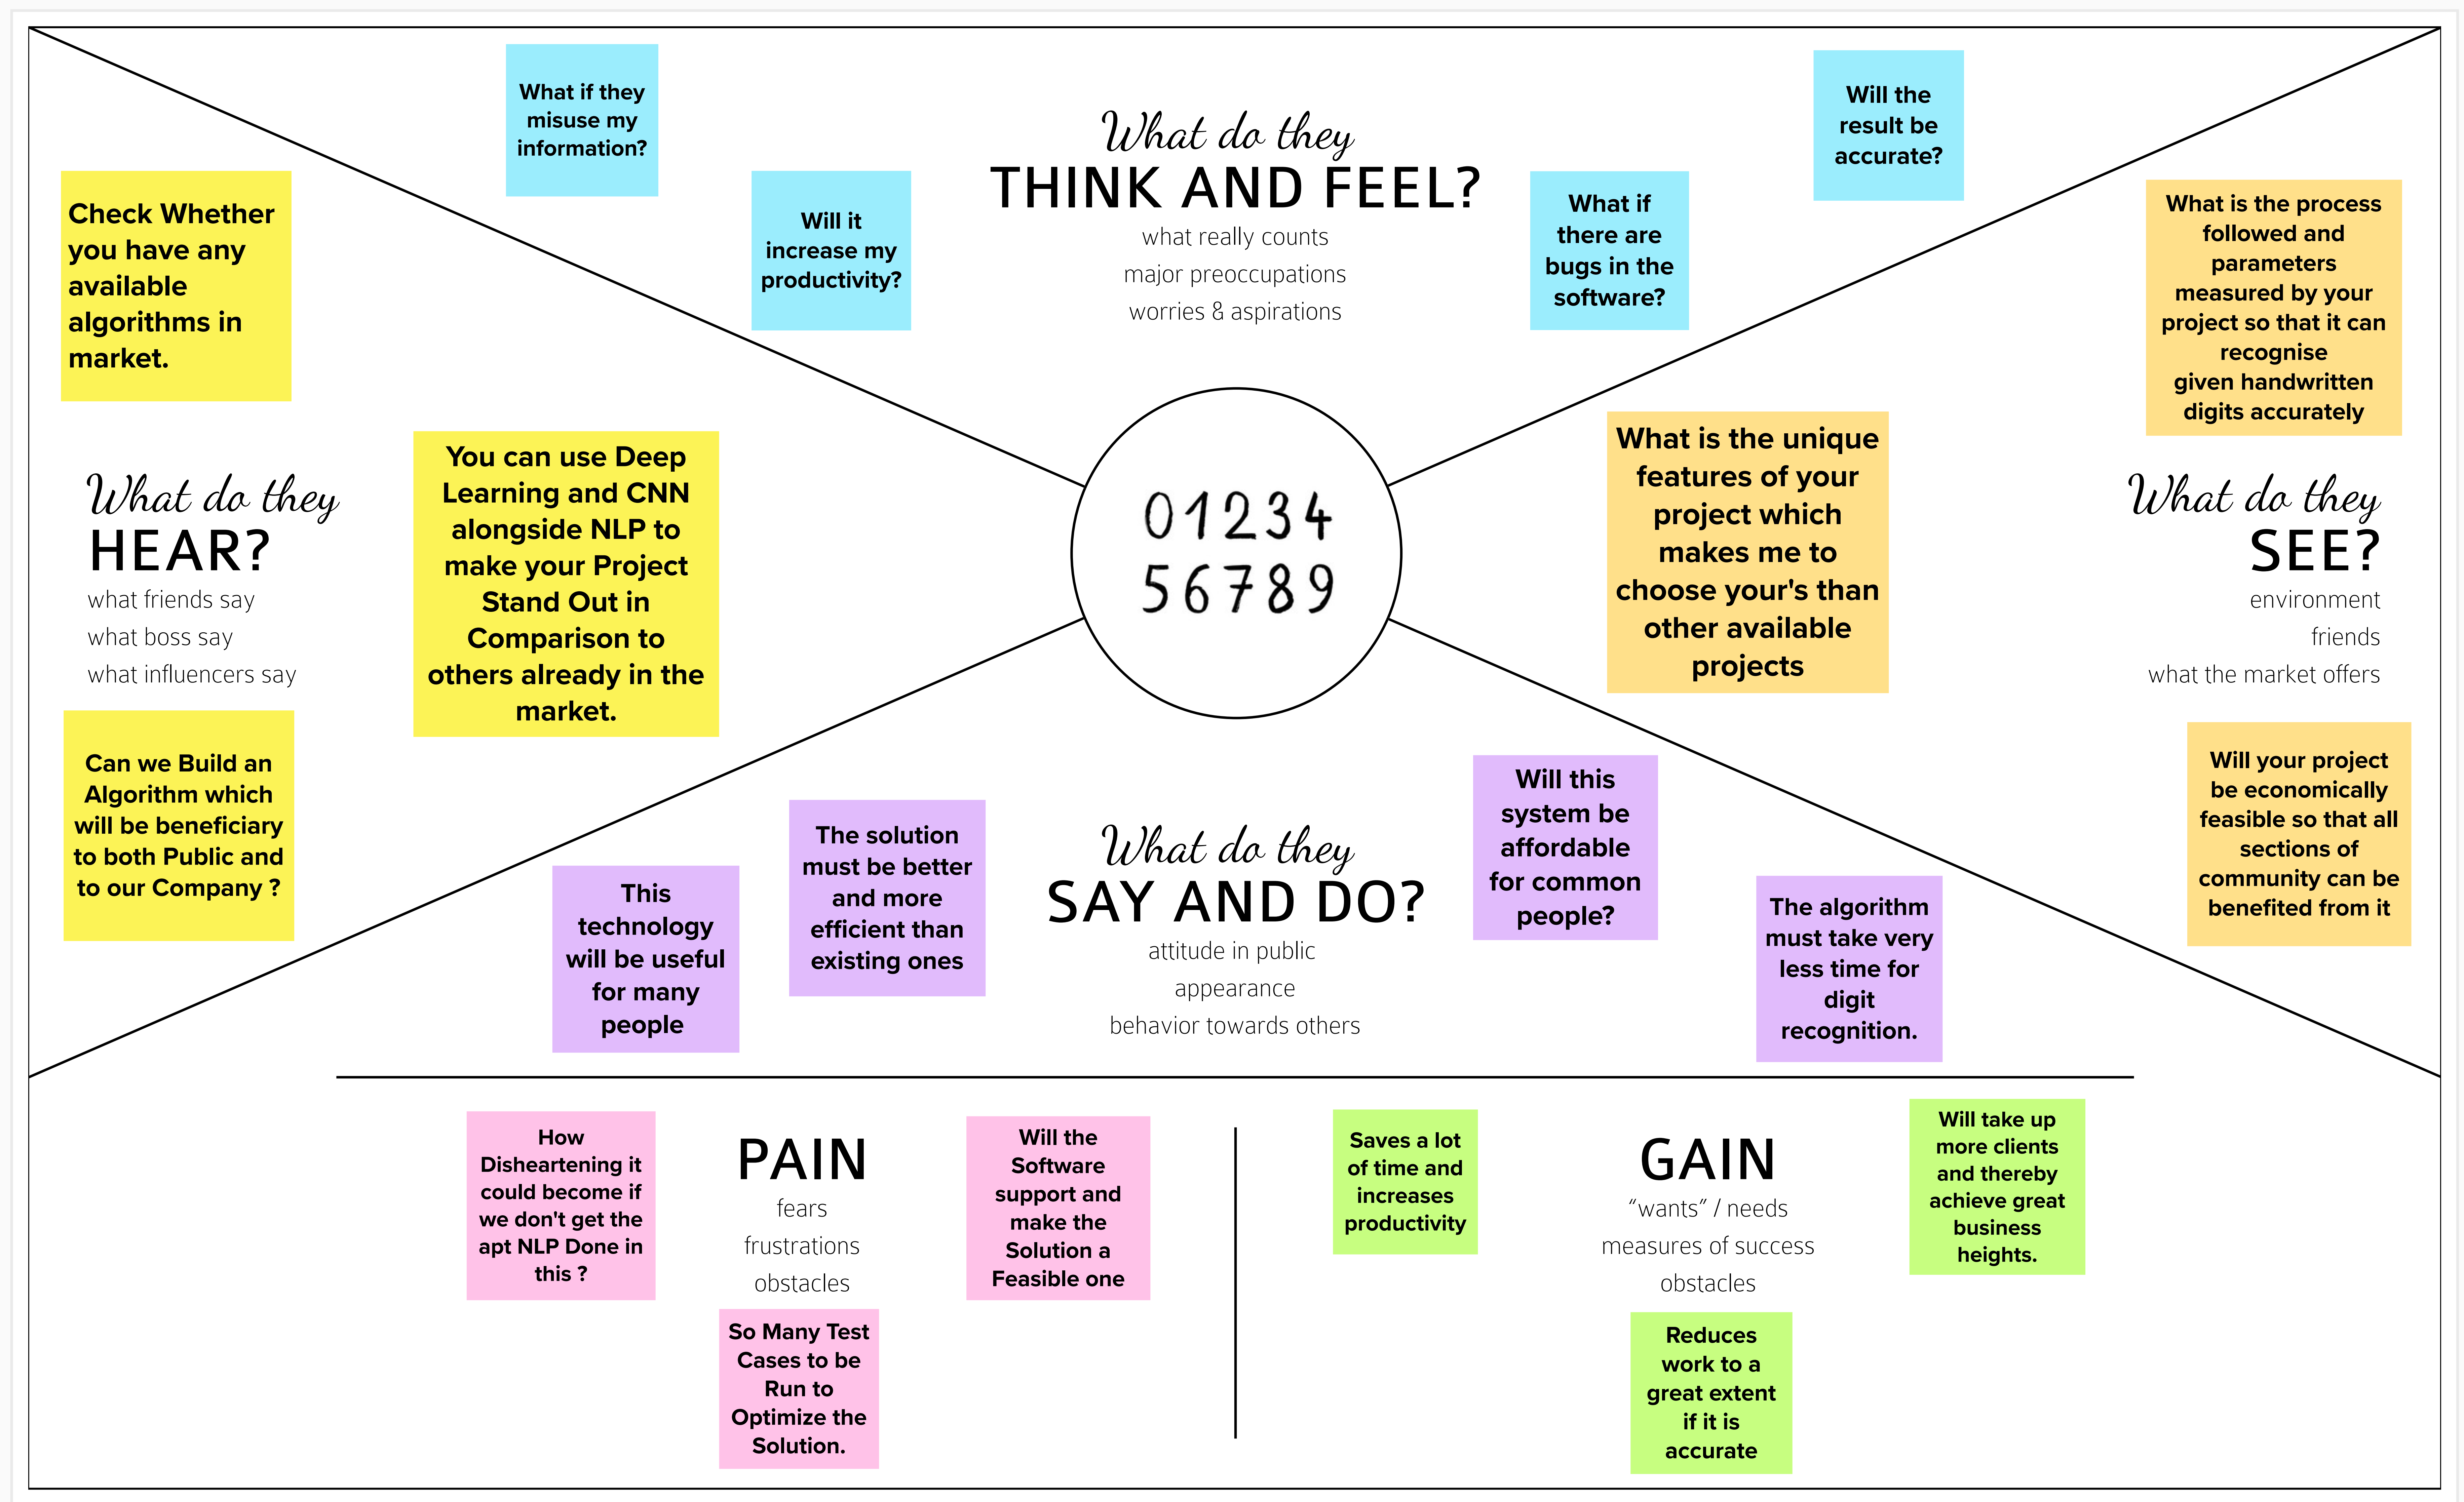 What if they
misuse my
information?
Will it
increase my
productivity?
What do they
THINK AND FEEL?
what really counts
major preoccupations
worries & aspirations
What if
there are
bugs in the
software?
Will the
result be
accurate?
Check Whether
you have any
available
algorithms in
market.
What do they
HEAR?
what friends say
what boss say
what influencers say
You can use Deep
Learning and CNN
alongside NLP to
make your Project
Stand Out in
Comparison to
others already in the
market.
Can we Build an
Algorithm which
will be beneficiary
to both Public and
to our Company ?
0 1 2 3 4
5 6 7 8 9
What is the unique
features of your
project which
makes me to
choose your's than
other available
projects
What is the process
followed and
parameters
measured by your
project so that it can
recognise
given handwritten
digits accurately
What do they
SEE?
environment
friends
what the market offers
Will your project
be economically
feasible so that all
sections of
community can be
benefited from it
This
technology
will be useful
for many
people
The solution
must be better
and more
efficient than
existing ones
What do they
SAY AND DO?
attitude in public
appearance
behavior towards others
Will this
system be
affordable
for common
people?
The algorithm
must take very
less time for
digit
recognition.
How
Disheartening it
could become if
we don't get the
apt NLP Done in
this ?
PAIN
fears
frustrations
obstacles
Will the
Software
support and
make the
Solution a
Feasible one
So Many Test
Cases to be
Run to
Optimize the
Solution.
Saves a lot
of time and
increases
productivity
GAIN
“wants” / needs
measures of success
obstacles
Will take up
more clients
and thereby
achieve great
business
heights.
Reduces
work to a
great extent
if it is
accurate